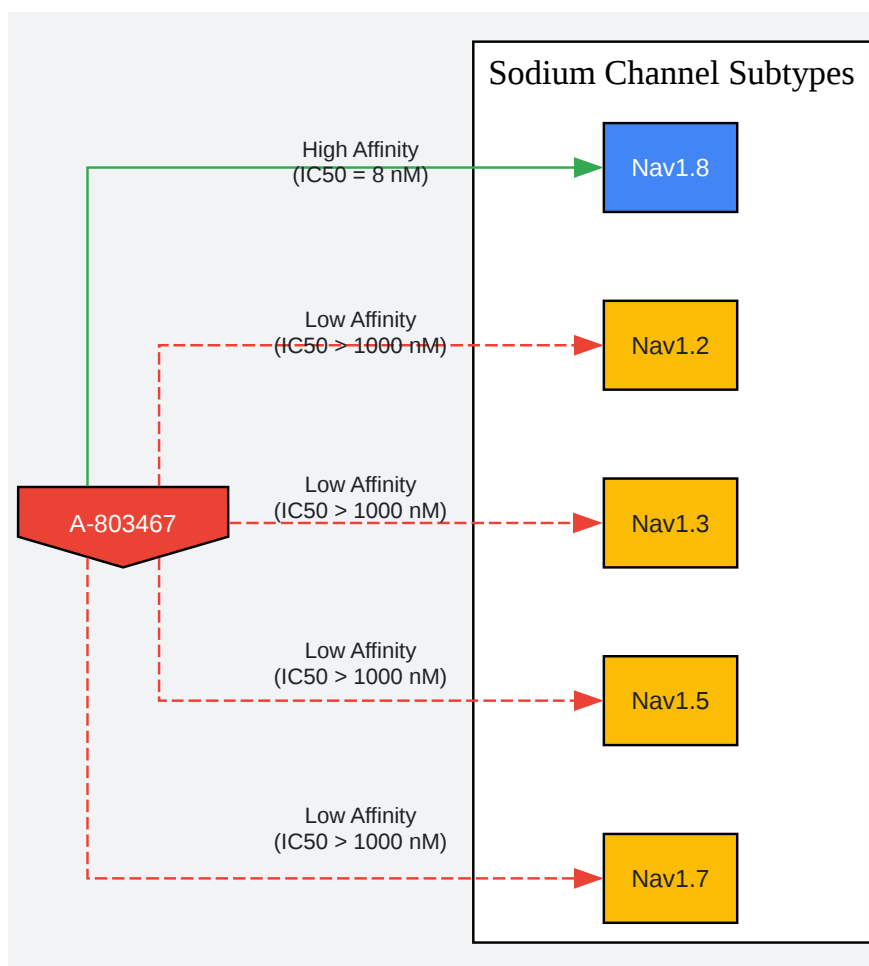 Sodium Channel Subtypes
High Affinity
(IC50 = 8 nM)
Nav1.8
Low Affinity
(IC50 > 1000 nM)
Nav1.2
Low Affinity
(IC50 > 1000 nM)
A-803467
Nav1.3
Low Affinity
(IC50 > 1000 nM)
Nav1.5
Low Affinity
(IC50 > 1000 nM)
Nav1.7